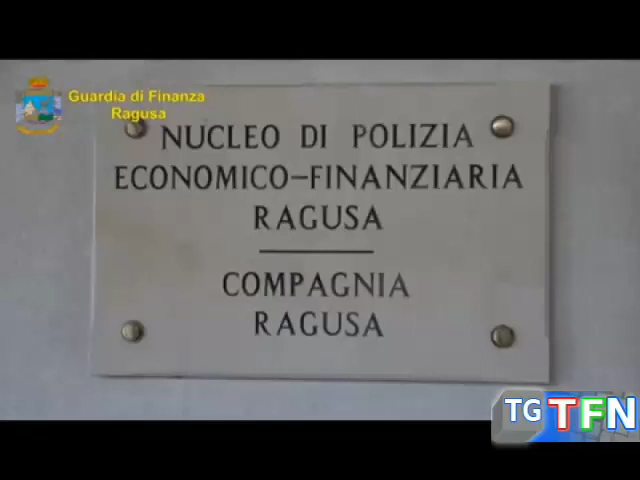 Guardia di Finanza
Ragusa
NUCLEO DI POLIZIA
ECONOMICO-FINANZIARIA
RAGUSA
COMPAGNIA
RAGUSA
TG TFN